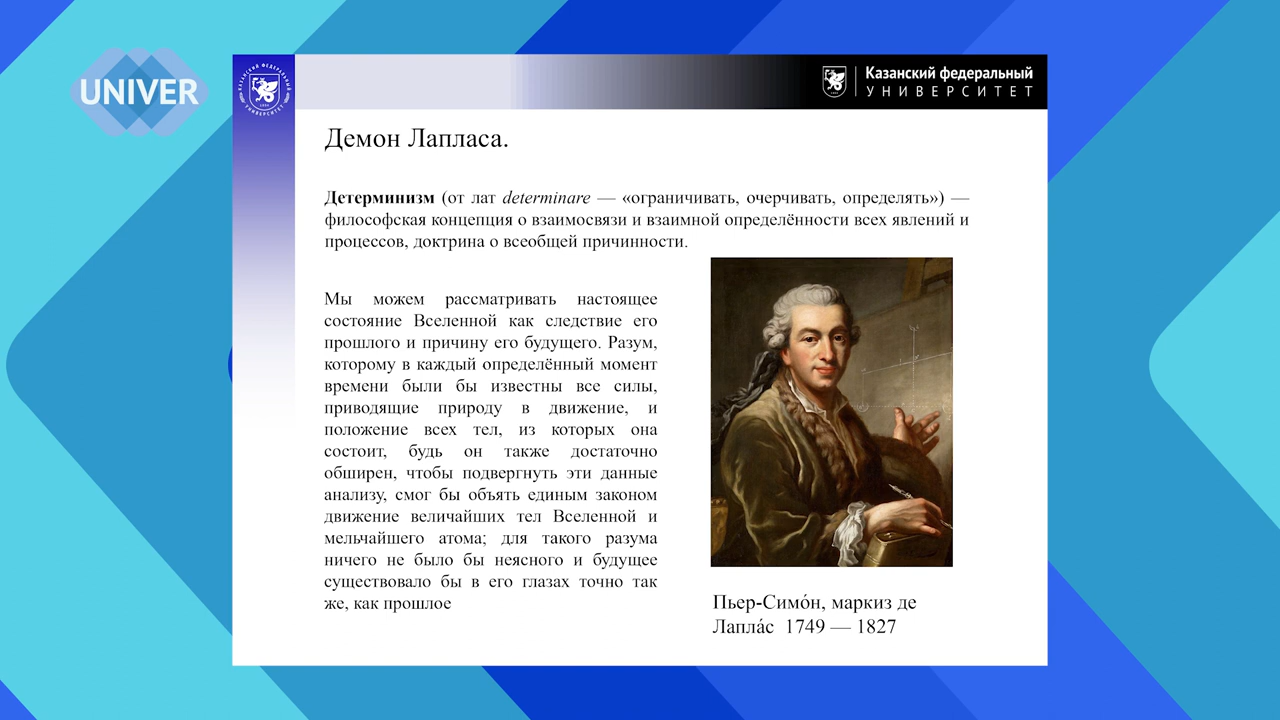 UNIVER
КАЗАНСКИЙ ФЕДЕРАЛЬНЫЙ
УНИВЕРСИТЕТ
Казанский федеральный
УНИВЕРСИТЕТ
Демон Лапласа.
Детерминизм (от лат determinare — «ограничивать, очерчивать, определять») —
философская концепция о взаимосвязи и взаимной определённости всех явлений и
процессов, доктрина о всеобщей причинности.
Мы можем рассматривать настоящее
состояние Вселенной как следствие его
прошлого и причину его будущего. Разум,
которому в каждый определённый момент
времени были бы известны все силы,
приводящие природу в движение, и
положение всех тел, из которых она
состоит, будь он также достаточно
обширен, чтобы подвергнуть эти данные
анализу, смог бы объять единым законом
движение величайших тел Вселенной и
мельчайшего атома; для такого разума
ничего не было бы неясного и будущее
существовало бы в его глазах точно так
же, как прошлое
Пьер-Симо́н, маркиз де
Лапла́с 1749 — 1827